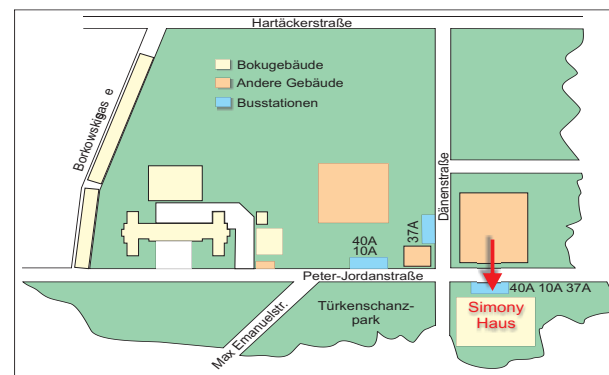 Hartäckerstraße
Bokugebäude
Andere Gebäude
Busstationen
Borkowskigas e
Dänenstraße
37A
40A
10A
Peter-Jordanstraße
40A 10A 37A
Simony
Haus
Türkenschanz-
park
Max Emanuelstr.